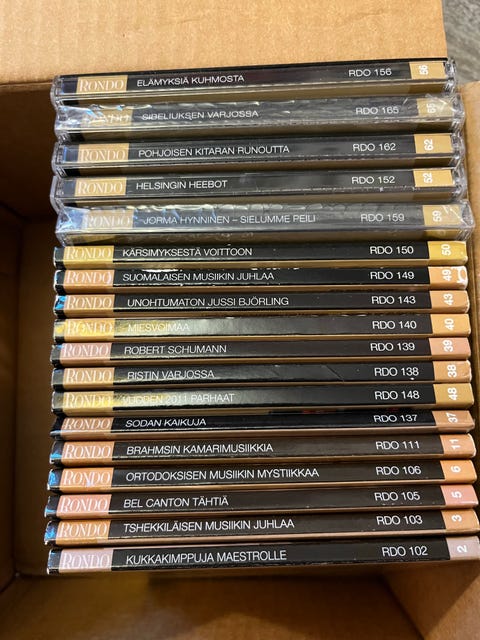 RONDO ELÄMYKSIÄ KUHMOSTA RDO 156 56
RONDO SIBELIUKSEN VARJOSSA RDO 165 65
RONDO POHJOISEN KITARAN RUNOUTTA RDO 162 62
RONDO HELSINGIN HEEBOT RDO 152 52
RONDO JORMA HYNNINEN – SIELUMME PEILI RDO 159 59
RONDO KÄRSIMYKSESTÄ VOITTOON RDO 150 50
RONDO SUOMALAISEN MUSIIKIN JUHLAA RDO 149 49
RONDO UNOHTUMATON JUSSI BJÖRLING RDO 143 43
RONDO MIESVOIMAA RDO 140 40
RONDO ROBERT SCHUMANN RDO 139 39
RONDO RISTIN VARJOSSA RDO 138 38
RONDO VUODEN 2011 PARHAAT RDO 148 48
RONDO SODAN KAIKUJA RDO 137 37
RONDO BRAHMSIN KAMARIMUSIIKKIA RDO 111 11
RONDO ORTODOKSISEN MUSIIKIN MYSTIIKKAA RDO 106 6
RONDO BEL CANTON TÄHTIÄ RDO 105 5
RONDO TSHEKKILÄISEN MUSIIKIN JUHLAA RDO 103 3
RONDO KUKKAKIMPPUJA MAESTROLLE RDO 102 2